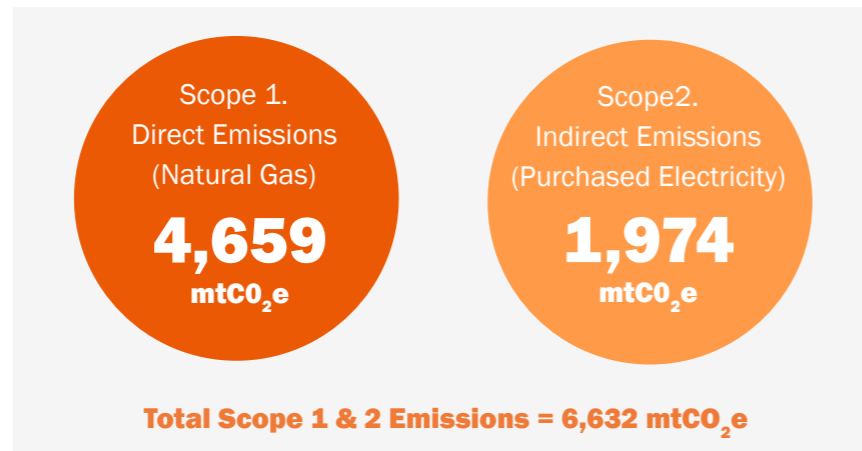 Scope 1.
Direct Emissions
(Natural Gas)
4,659
mtC0₂e
Scope2.
Indirect Emissions
(Purchased Electricity)
1,974
mtC0₂e
Total Scope 1 & 2 Emissions = 6,632 mtCO₂e